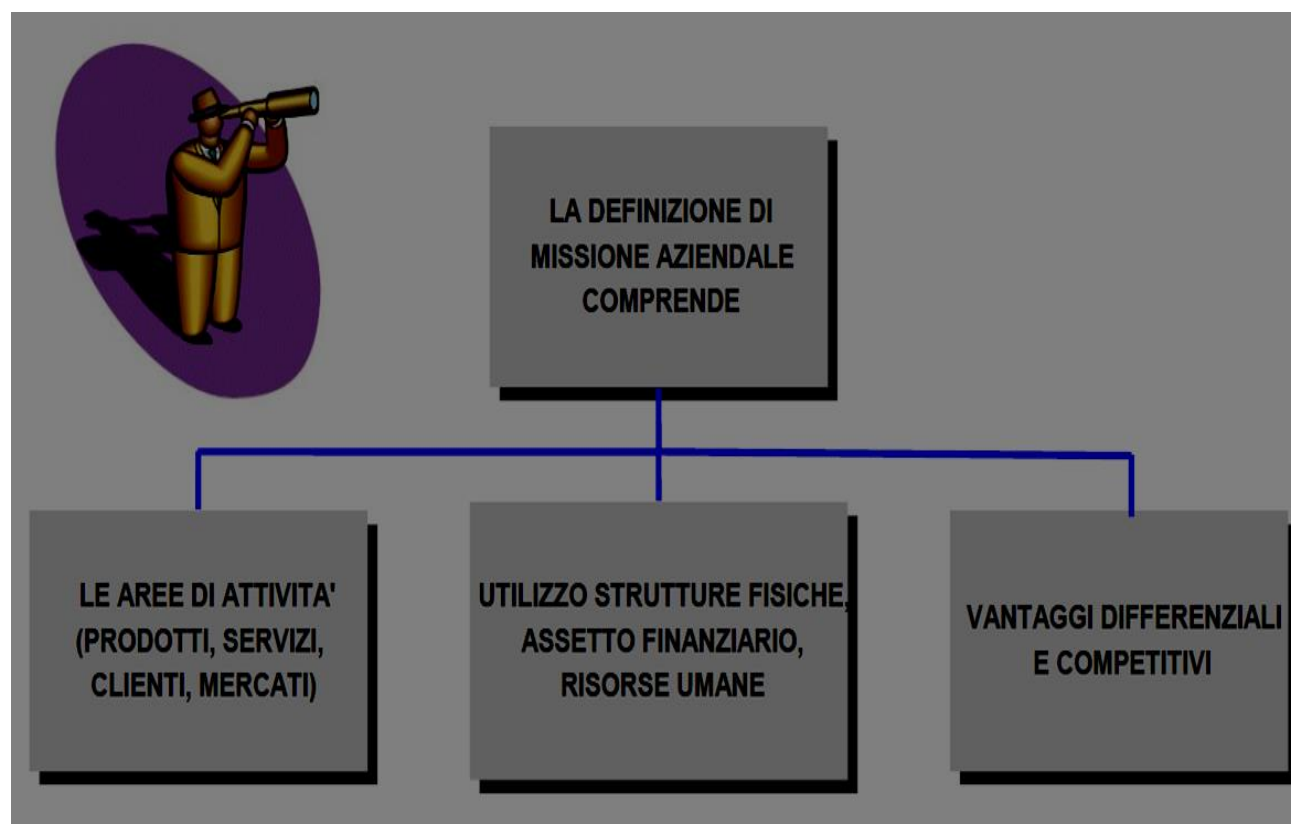 LA DEFINIZIONE DI
MISSIONE AZIENDALE
COMPRENDE
LE AREE DI ATTIVITA'
(PRODOTTI, SERVIZI,
CLIENTI, MERCATI)
UTILIZZO STRUTTURE FISICHE,
ASSETTO FINANZIARIO,
RISORSE UMANE
VANTAGGI DIFFERENZIALI
E COMPETITIVI